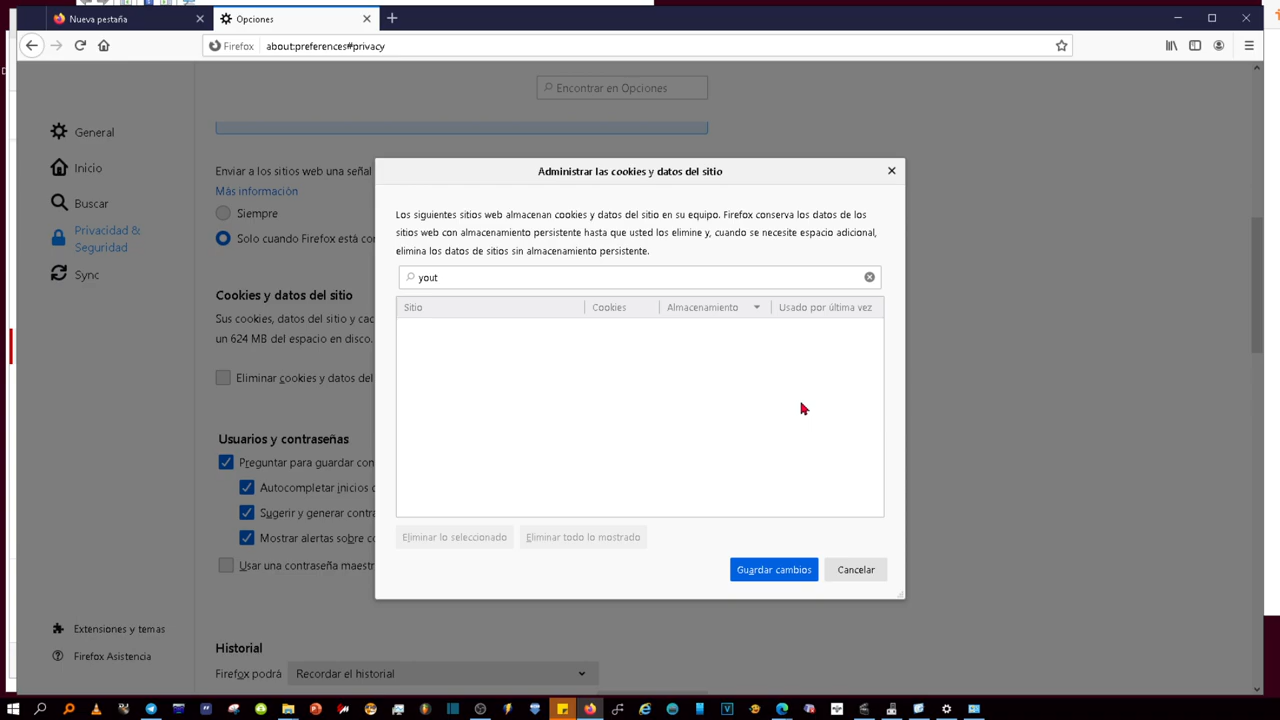 Nueva pestaña
Opciones
Firefox
about:preferences#privacy
Encontrar en Opciones
General
Inicio
Buscar
Privacidad &
Seguridad
Sync
Extensiones y temas
Firefox Asistencia
Enviar a los sitios web una señal
Más información
Siempre
Solo cuando Firefox está co
Cookies y datos del sitio
Sus cookies, datos del sitio y cac
un 624 MB del espacio en disco.
Eliminar cookies y datos del
Usuarios y contraseñas
Preguntar para guardar con
Autocompletar inicios d
Sugerir y generar contra
Mostrar alertas sobre co
Usar una contraseña maestr
Historial
Firefox podrá
Recordar el historial
Administrar las cookies y datos del sitio
Los siguientes sitios web almacenan cookies y datos del sitio en su equipo. Firefox conserva los datos de los
sitios web con almacenamiento persistente hasta que usted los elimine y, cuando se necesite espacio adicional,
elimina los datos de sitios sin almacenamiento persistente.
yout
Sitio
Cookies
Almacenamiento
Usado por última vez
Eliminar lo seleccionado
Eliminar todo lo mostrado
Guardar cambios
Cancelar